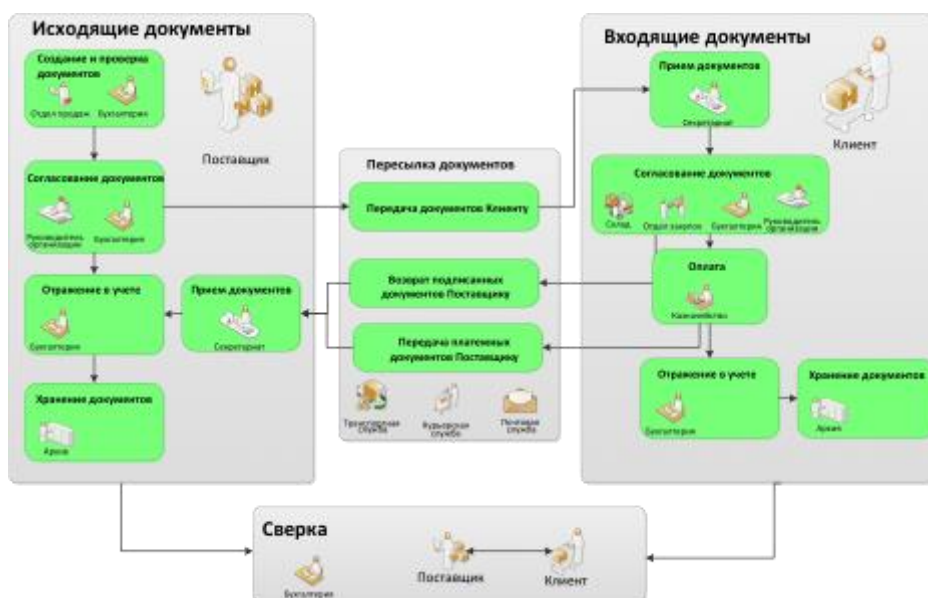 Исходящие документы
Создание и проверка
документов
Отдел продаж Бухгалтерия
Поставщик
Согласование документов
Руководитель
организации
Бухгалтерия
Отражение в учете
Бухгалтерия
Прием документов
Секретариат
Хранение документов
Архив
Пересылка документов
Передача документов Клиенту
Возврат подписанных
документов Поставщику
Передача платежных
документов Поставщику
Транспортная
служба
Курьерская
служба
Почтовая
служба
Входящие документы
Прием документов
Секретариат
Клиент
Согласование документов
Склад Отдел закупок Бухгалтерия
Руководитель
организации
Оплата
Казначейство
Отражение в учете
Бухгалтерия
Хранение документов
Архив
Сверка
Бухгалтерия
Поставщик
Клиент